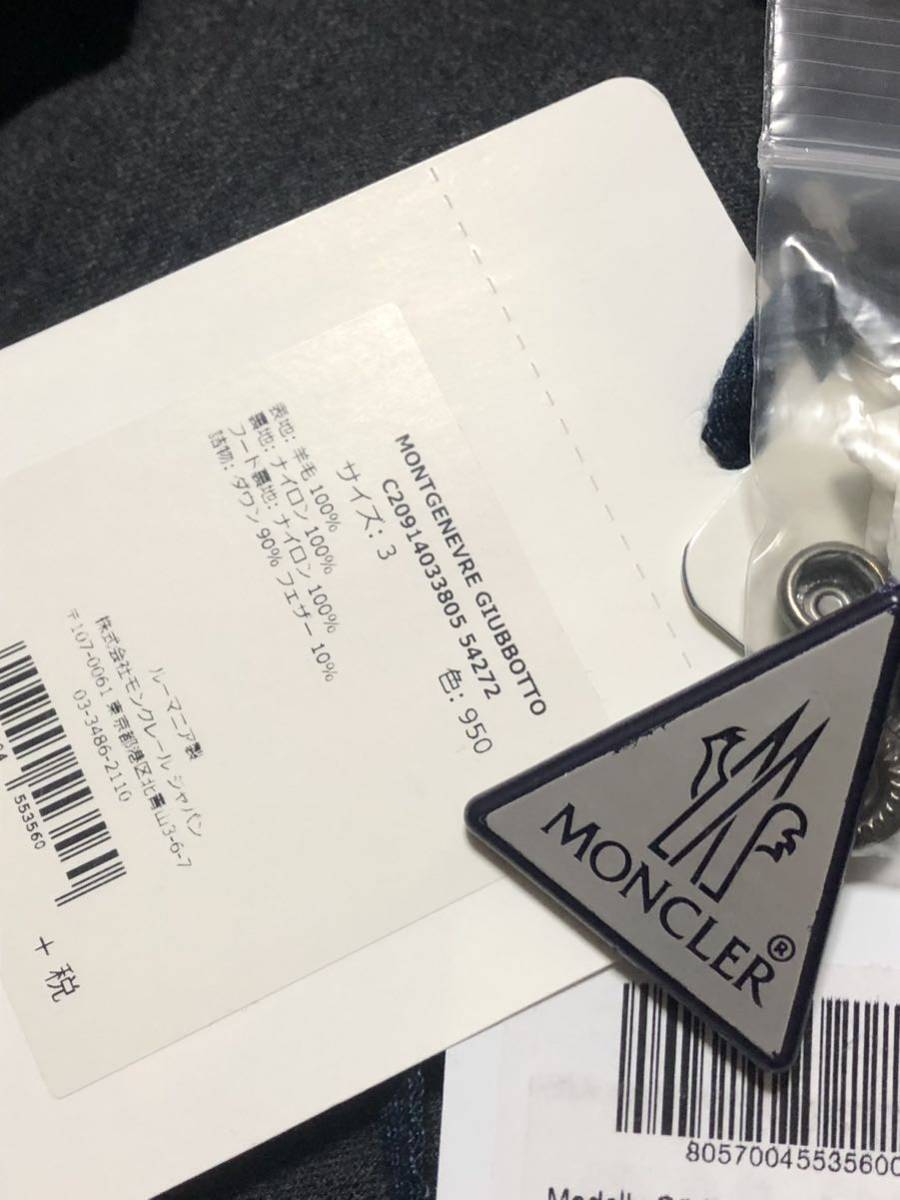 MONTGENEVRE GIUBBOTTO
C20914033805 54272
サイズ: 3 色: 950
表地: 羊毛 100%
裏地: ナイロン 100%
フード裏地: ナイロン 100%
詰物: ダウン 90% フェザー 10%
ルーマニア製
株式会社モンクレール ジャパン
〒107-0061 東京都港区北青山3-6-7
03-3486-2110
553560
+ 税
MONCLER®
8057004553560